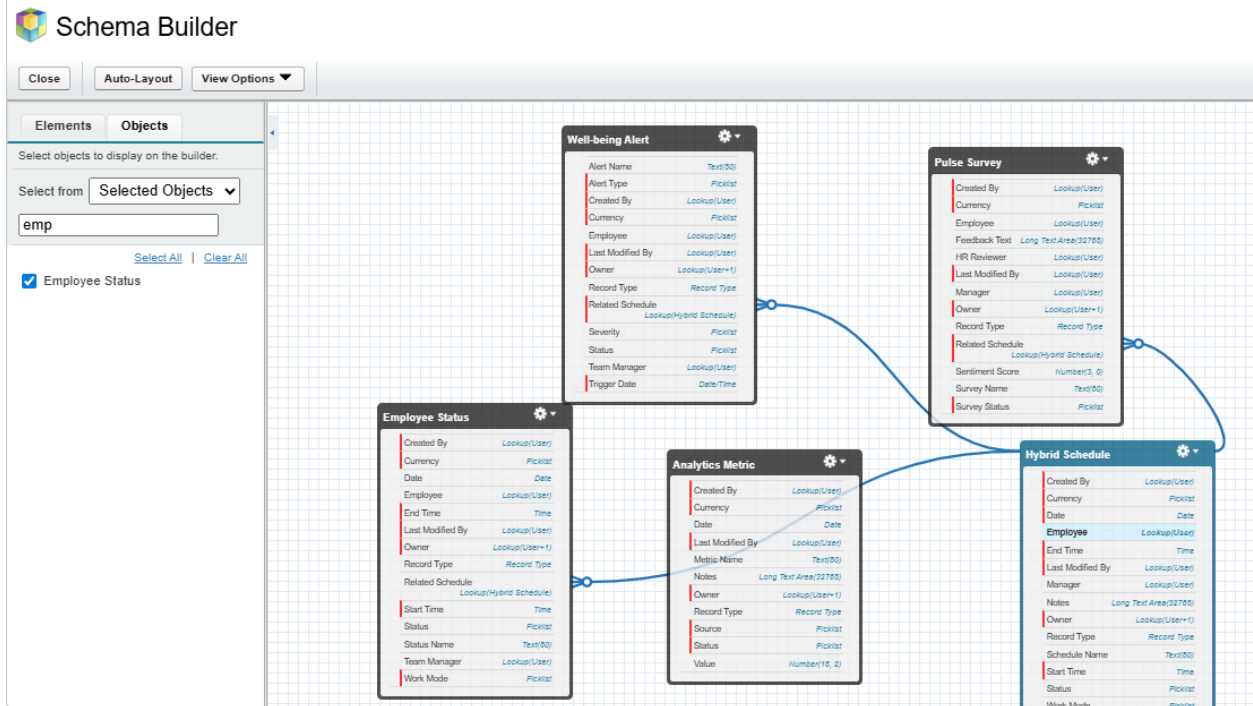 Schema Builder
Close
Auto-Layout
View Options
Elements
Objects
Select objects to display on the builder.
Select from Selected Objects
emp
Select All | Clear All
Employee Status
Well-being Alert
Alert Name Text(80)
Alert Type Picklist
Created By Lookup(User)
Currency Picklist
Employee Lookup(User)
Last Modified By Lookup(User)
Owner Lookup(User+1)
Record Type Record Type
Related Schedule
Lookup(Hybrid Schedule)
Severity Picklist
Status Picklist
Team Manager Lookup(User)
Trigger Date Date/Time
Pulse Survey
Created By Lookup(User)
Currency Picklist
Employee Lookup(User)
Feedback Text Long Text Area(32768)
HR Reviewer Lookup(User)
Last Modified By Lookup(User)
Manager Lookup(User)
Owner Lookup(User+1)
Record Type Record Type
Related Schedule
Lookup(Hybrid Schedule)
Sentiment Score Number(3, 0)
Survey Name Text(80)
Survey Status Picklist
Employee Status
Created By Lookup(User)
Currency Picklist
Date Date
Employee Lookup(User)
End Time Time
Last Modified By Lookup(User)
Owner Lookup(User+1)
Record Type Record Type
Related Schedule
Lookup(Hybrid Schedule)
Start Time Time
Status Picklist
Status Name Text(80)
Team Manager Lookup(User)
Work Mode Picklist
Analytics Metric
Created By Lookup(User)
Currency Picklist
Date Date
Last Modified By Lookup(User)
Metric Name Text(80)
Notes Long Text Area(32768)
Owner Lookup(User+1)
Record Type Record Type
Source Picklist
Status Picklist
Value Number(16, 2)
Hybrid Schedule
Created By Lookup(User)
Currency Picklist
Date Date
Employee Lookup(User)
End Time Time
Last Modified By Lookup(User)
Manager Lookup(User)
Notes Long Text Area(32768)
Owner Lookup(User+1)
Record Type Record Type
Schedule Name Text(80)
Start Time Time
Status Picklist
Work Mode Picklist